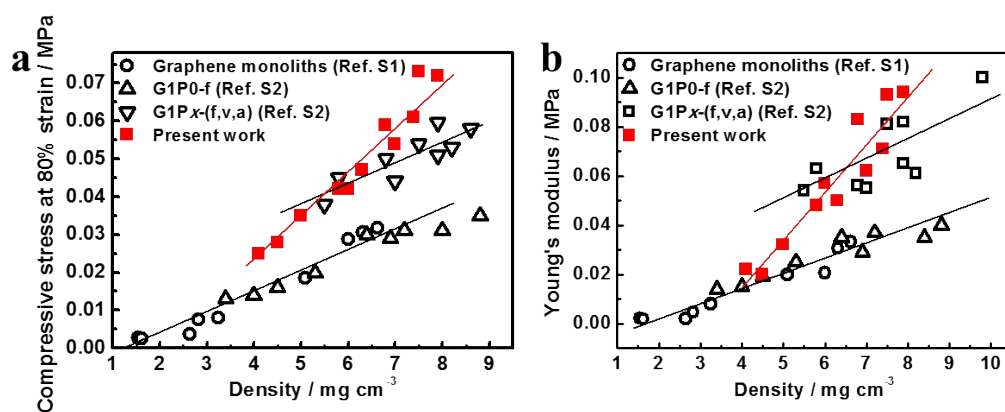 a
Compressive stress at 80% strain / MPa
0.07
0.06
0.05
0.04
0.03
0.02
0.01
0.00
Graphene monoliths (Ref. S1)
G1P0-f (Ref. S2)
G1Px-(f,v,a) (Ref. S2)
Present work
1 2 3 4 5 6 7 8 9
Density / mg cm⁻³
b
Young's modulus / MPa
0.10
0.08
0.06
0.04
0.02
0.00
Graphene monoliths (Ref. S1)
G1P0-f (Ref. S2)
G1Px-(f,v,a) (Ref. S2)
Present work
1 2 3 4 5 6 7 8 9 10
Density / mg cm⁻³